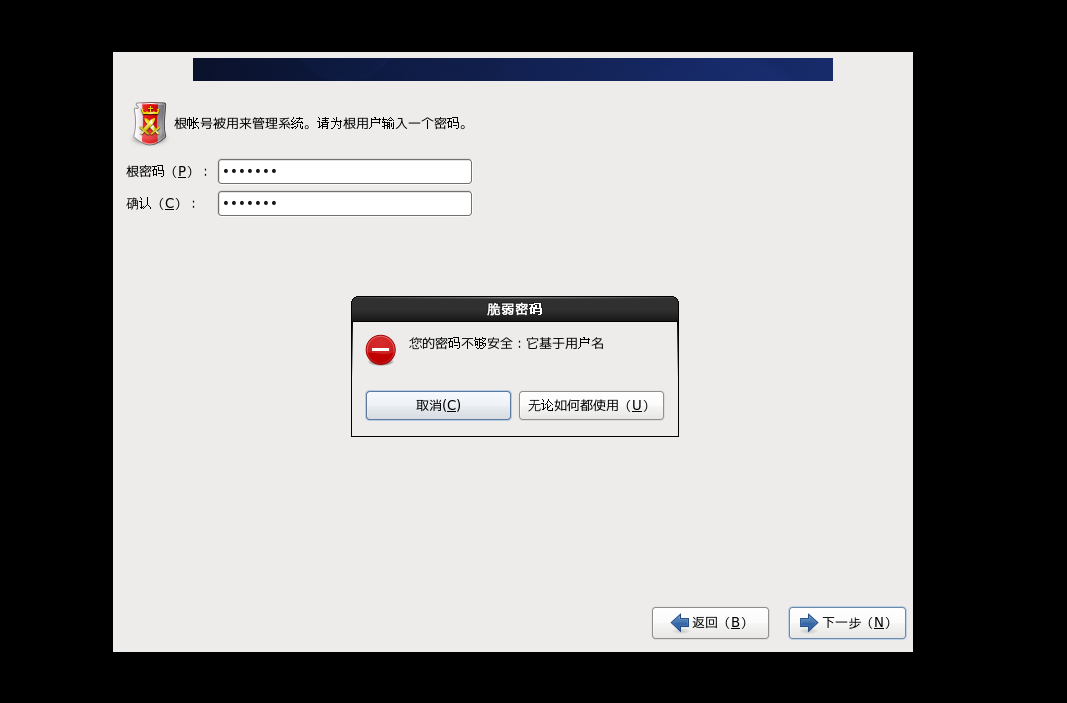 根帐号被用来管理系统。请为根用户输入一个密码。
根密码（P）：
确认（C）：
脆弱密码
您的密码不够安全：它基于用户名
取消(C)
无论如何都使用（U）
返回（B）
下一步（N）